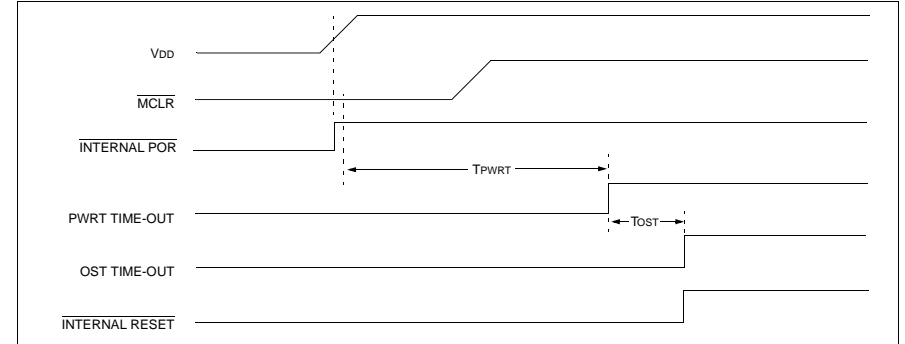 VDD
MCLR
INTERNAL POR
TPWRT
PWRT TIME-OUT
TOST
OST TIME-OUT
INTERNAL RESET